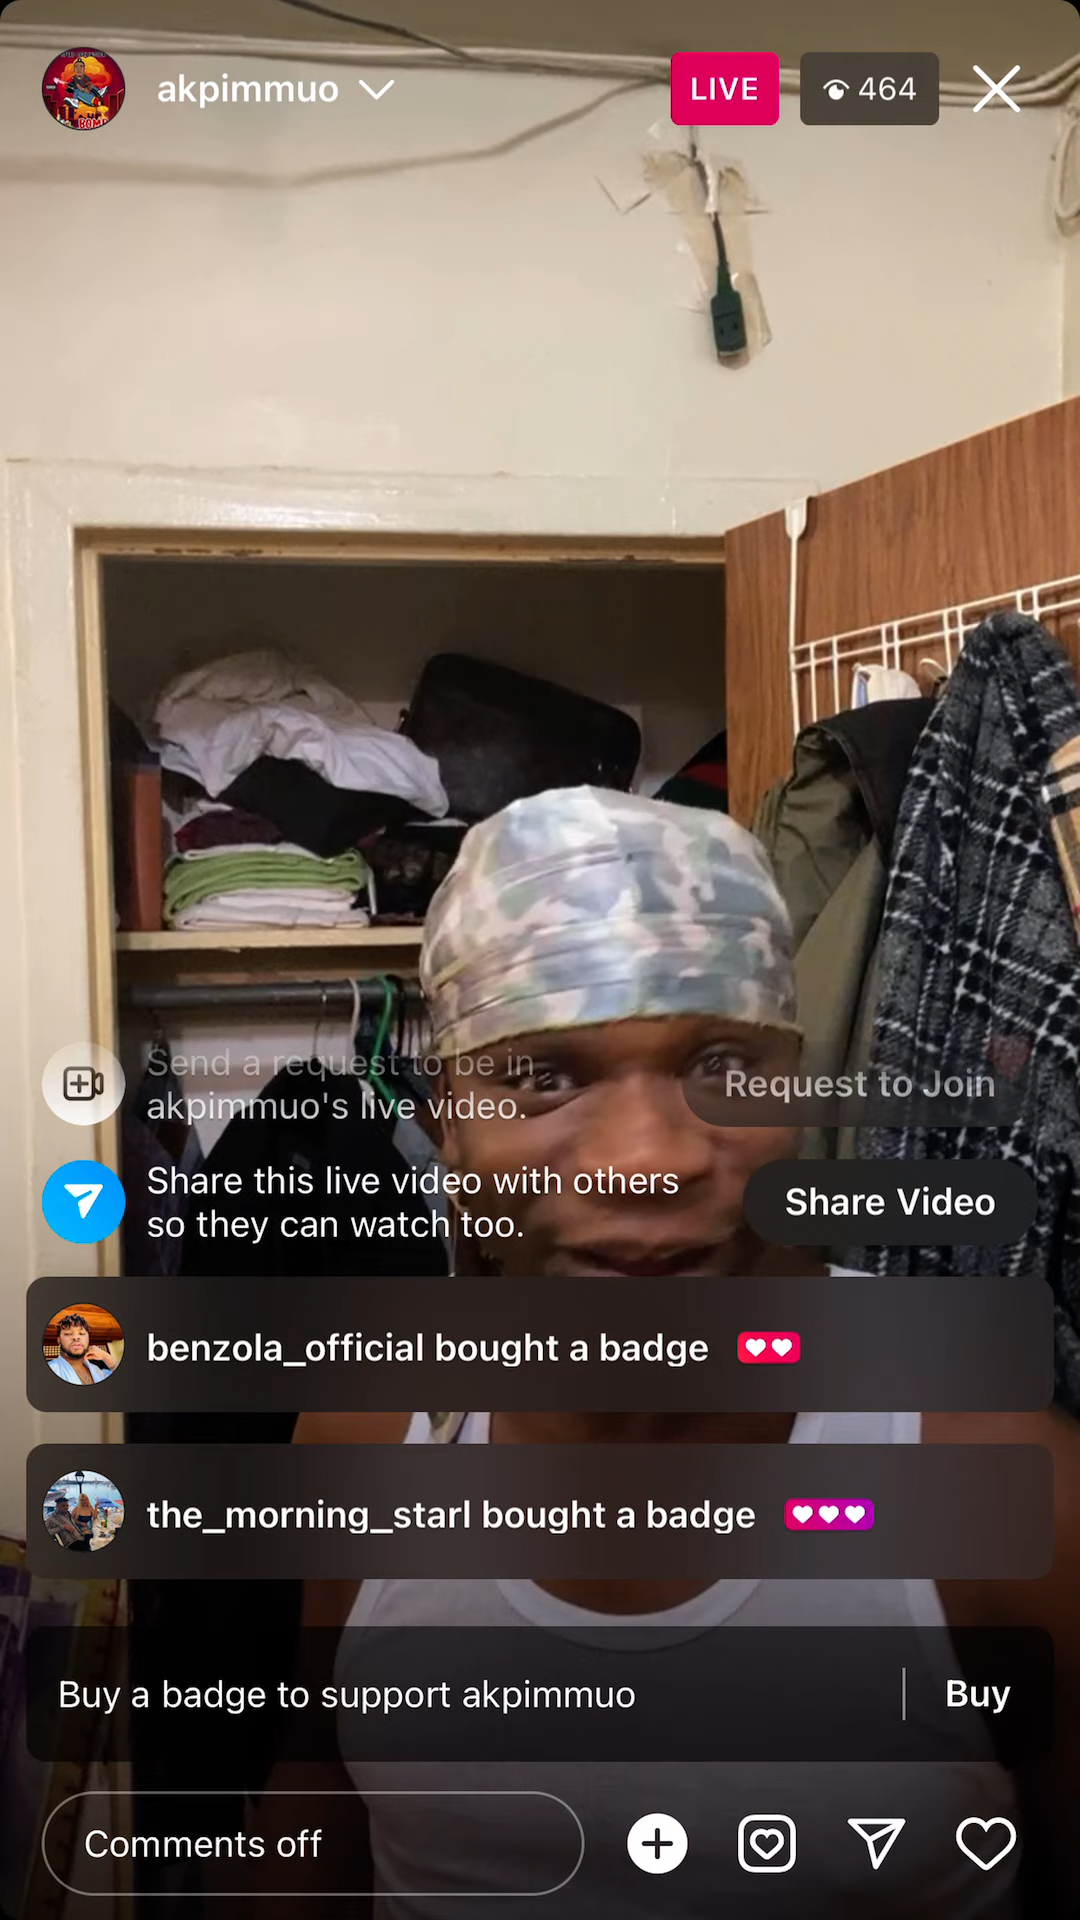 akpimmuo
LIVE
464
BOMB
Send a request to be in
akpimmuo's live video.
Request to Join
Share this live video with others
so they can watch too.
Share Video
benzola_official bought a badge
the_morning_starl bought a badge
Buy a badge to support akpimmuo
Buy
Comments off